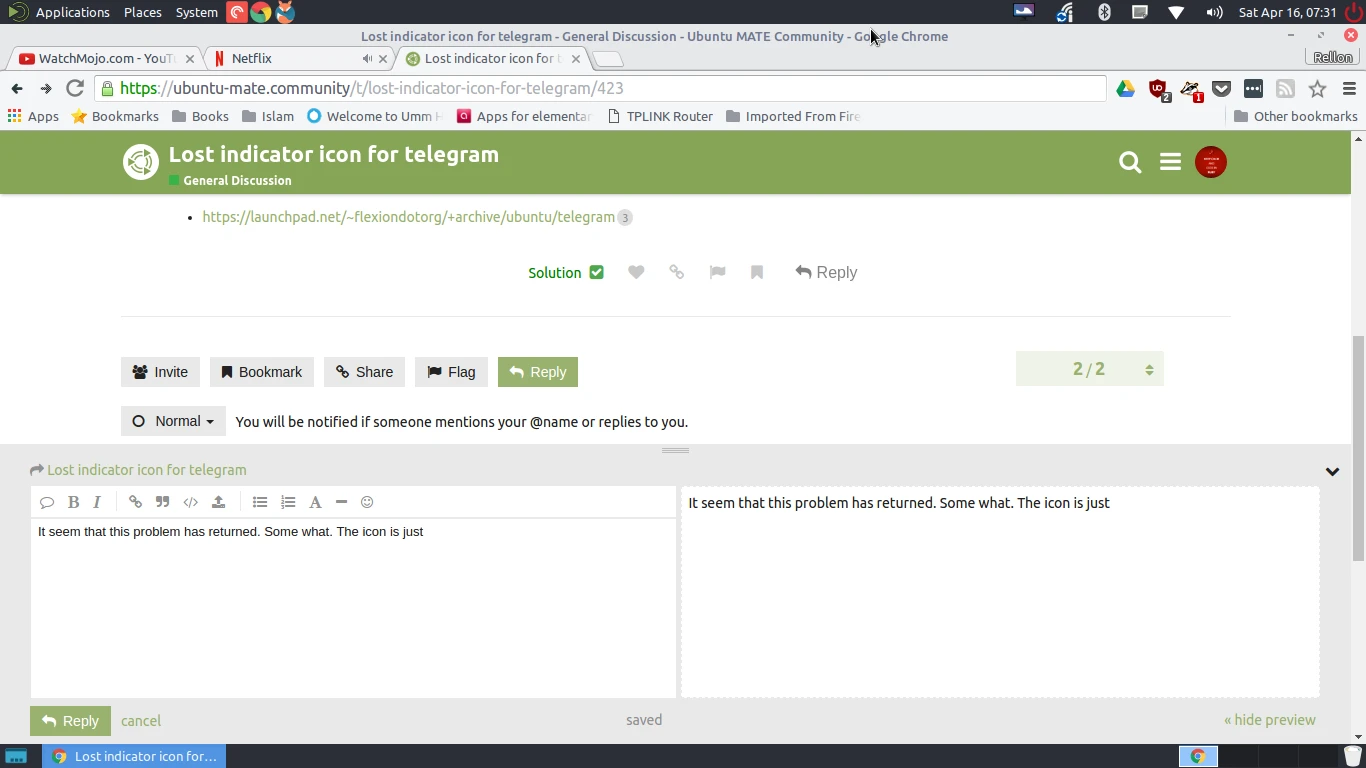 Applications Places System Sat Apr 16, 07:31
Lost indicator icon for telegram - General Discussion - Ubuntu MATE Community - Google Chrome
WatchMojo.com - YouT Netflix Lost indicator icon for t Rellon
https://ubuntu-mate.community/t/lost-indicator-icon-for-telegram/423 2 1
Apps Bookmarks Books Islam Welcome to Umm Apps for elementar TPLINK Router Imported From Fire Other bookmarks
Lost indicator icon for telegram
General Discussion
• https://launchpad.net/~flexiondotorg/+archive/ubuntu/telegram 3
Solution Reply
Invite Bookmark Share Flag Reply 2 / 2
Normal You will be notified if someone mentions your @name or replies to you.
Lost indicator icon for telegram
B I A
It seem that this problem has returned. Some what. The icon is just
It seem that this problem has returned. Some what. The icon is just
Reply cancel saved « hide preview
Lost indicator icon for...